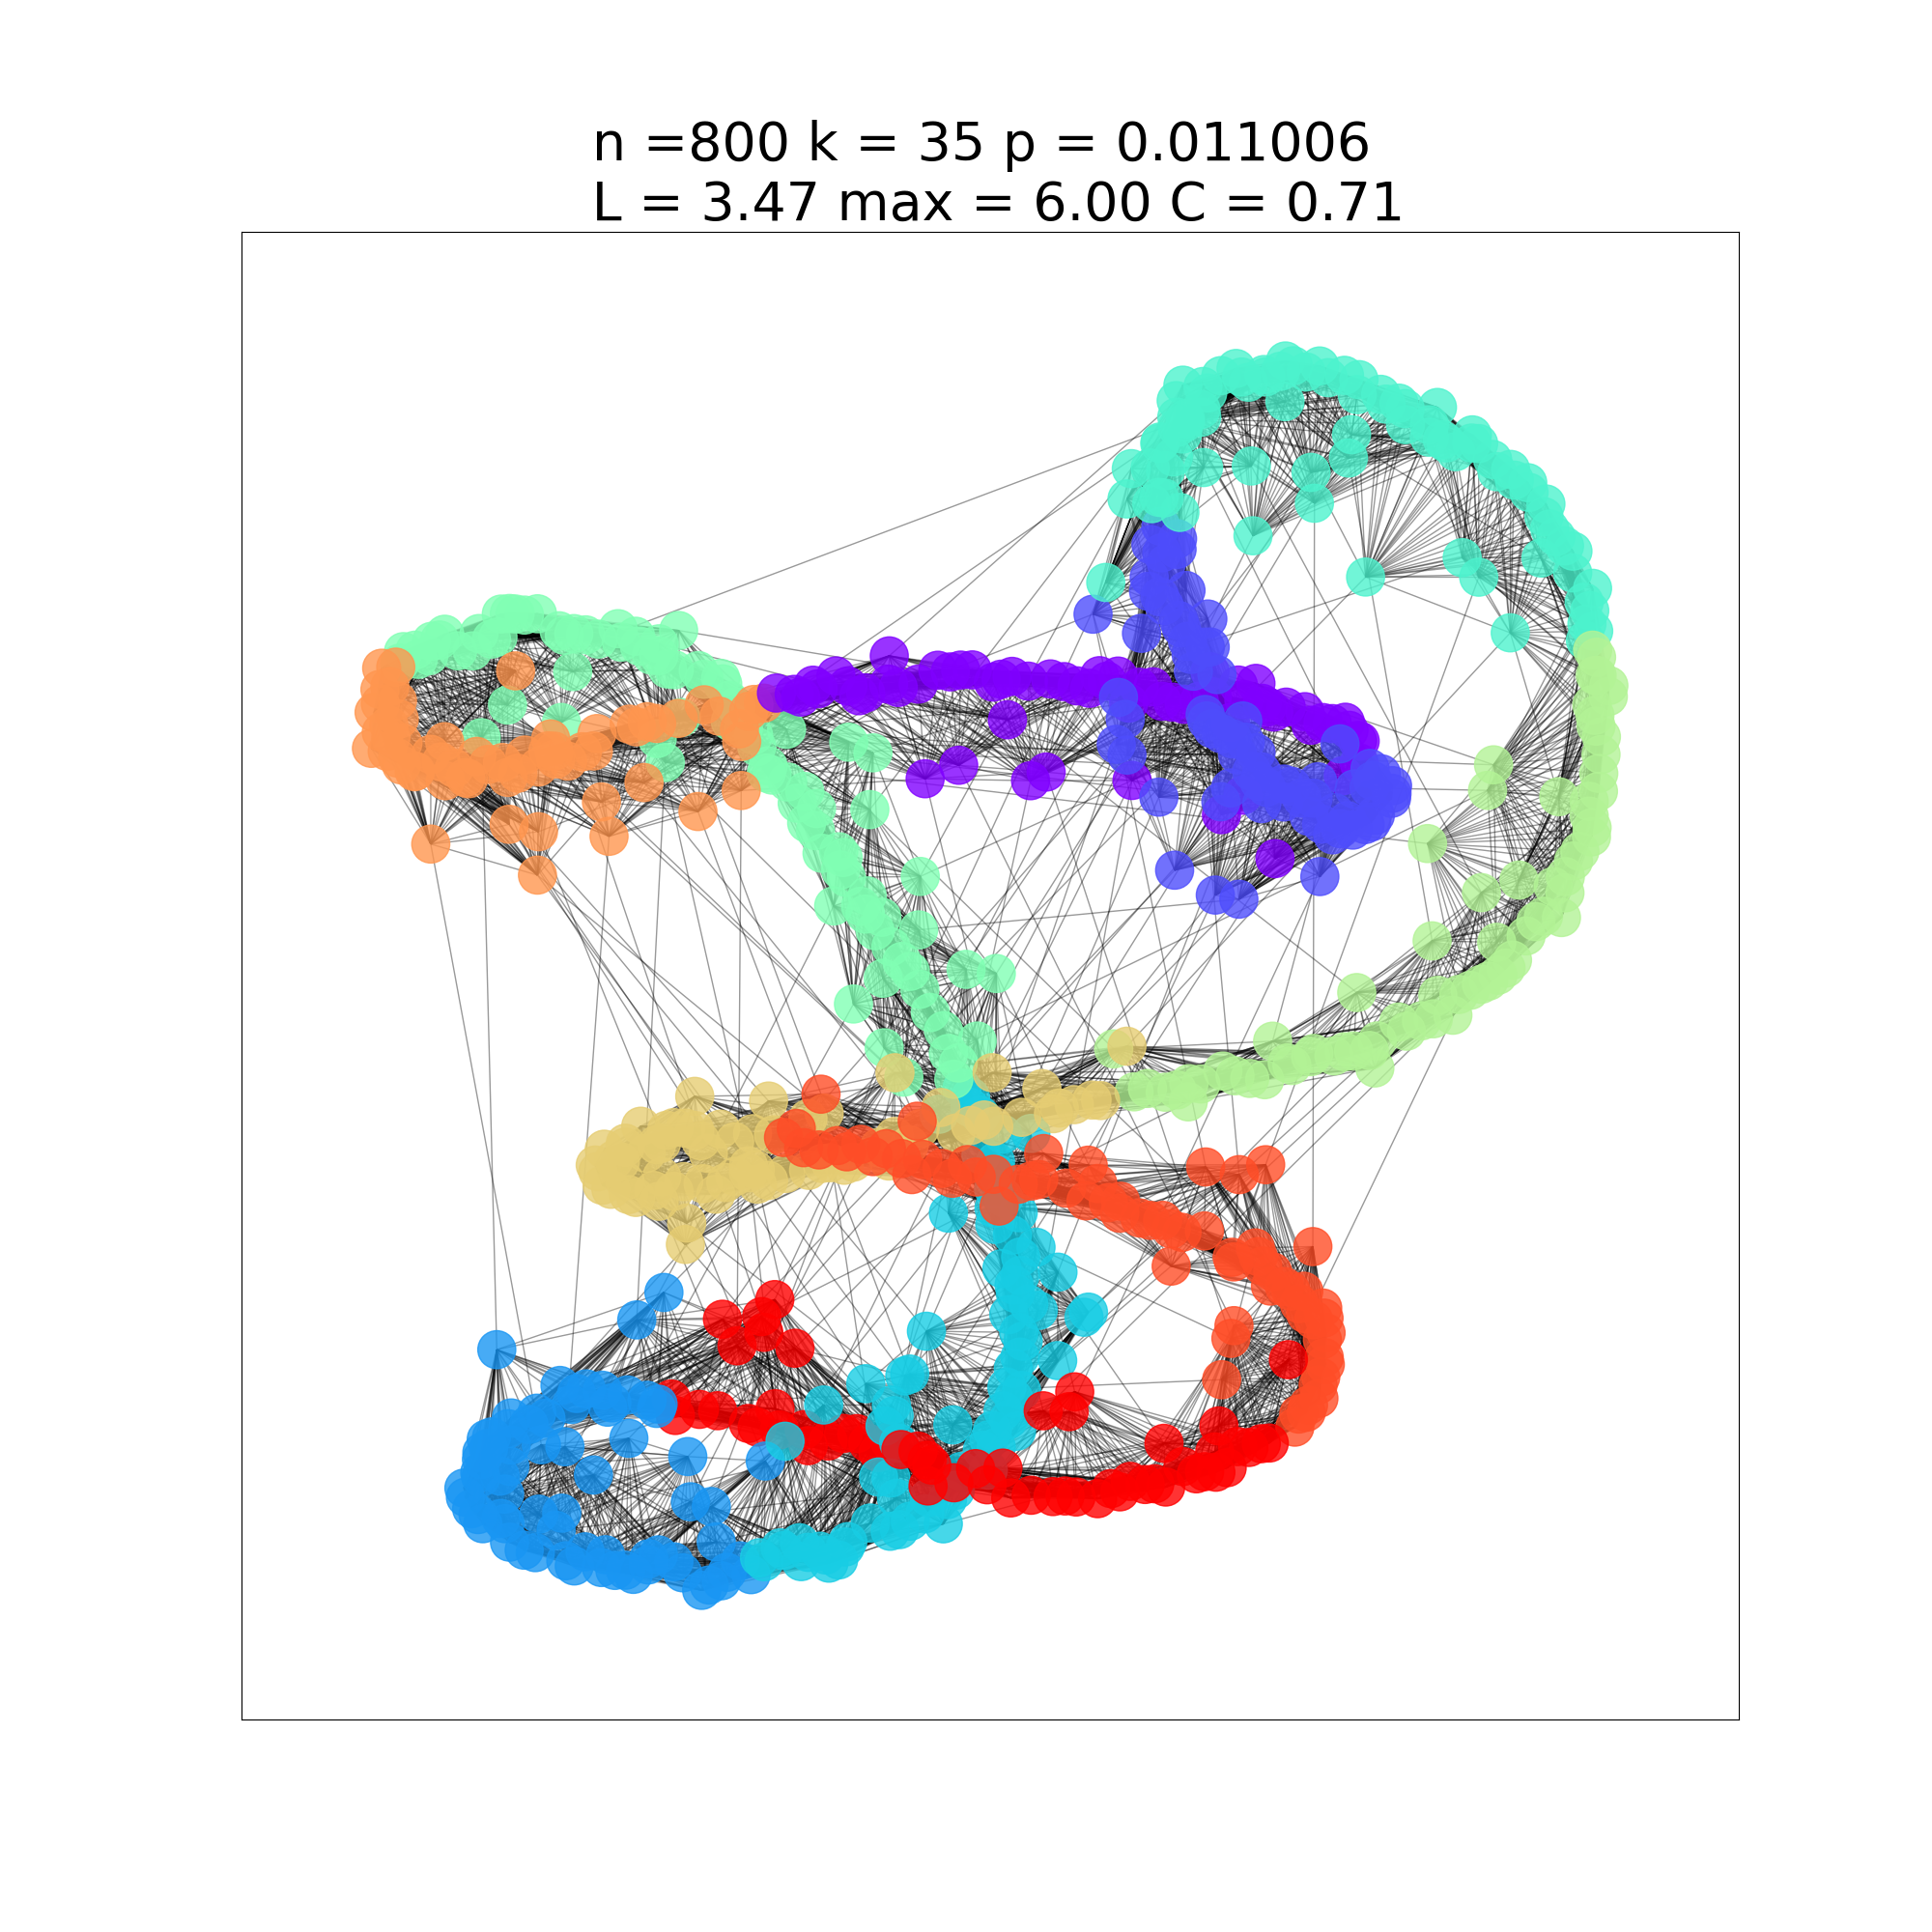 n =800 k = 35 p = 0.011006
L = 3.47 max = 6.00 C = 0.71